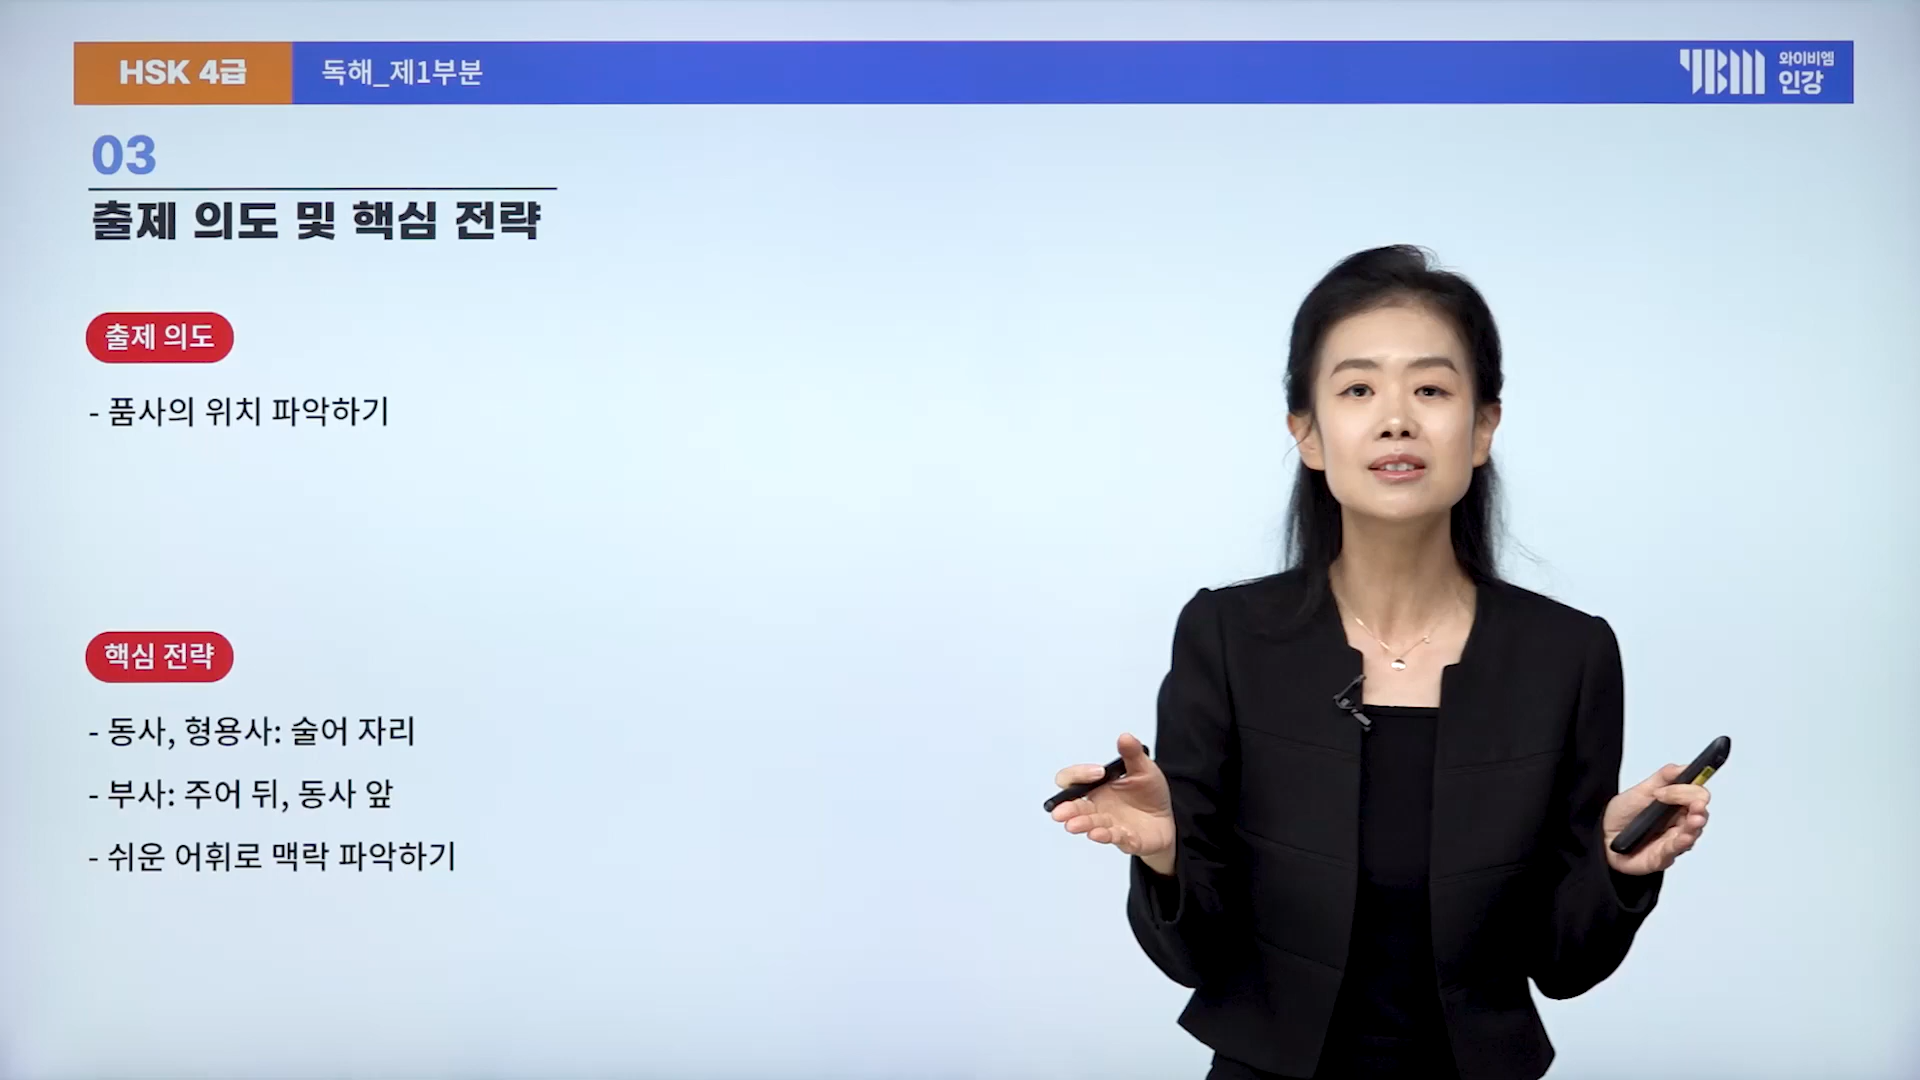 HSK 4급
독해_제1부분
YBM 와이비엠 인강
03
출제 의도 및 핵심 전략
출제 의도
- 품사의 위치 파악하기
핵심 전략
- 동사, 형용사: 술어 자리
- 부사: 주어 뒤, 동사 앞
- 쉬운 어휘로 맥락 파악하기